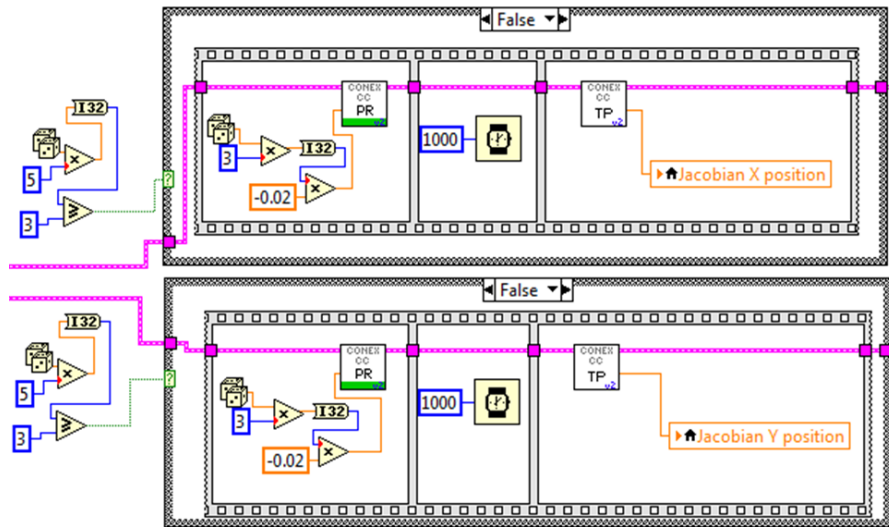 False
I32
5
3
CONEX
CC
PR
v2
3
I32
-0.02
1000
CONEX
CC
TP
v2
Jacobian X position
False
I32
5
3
CONEX
CC
PR
v2
3
I32
-0.02
1000
CONEX
CC
TP
v2
Jacobian Y position